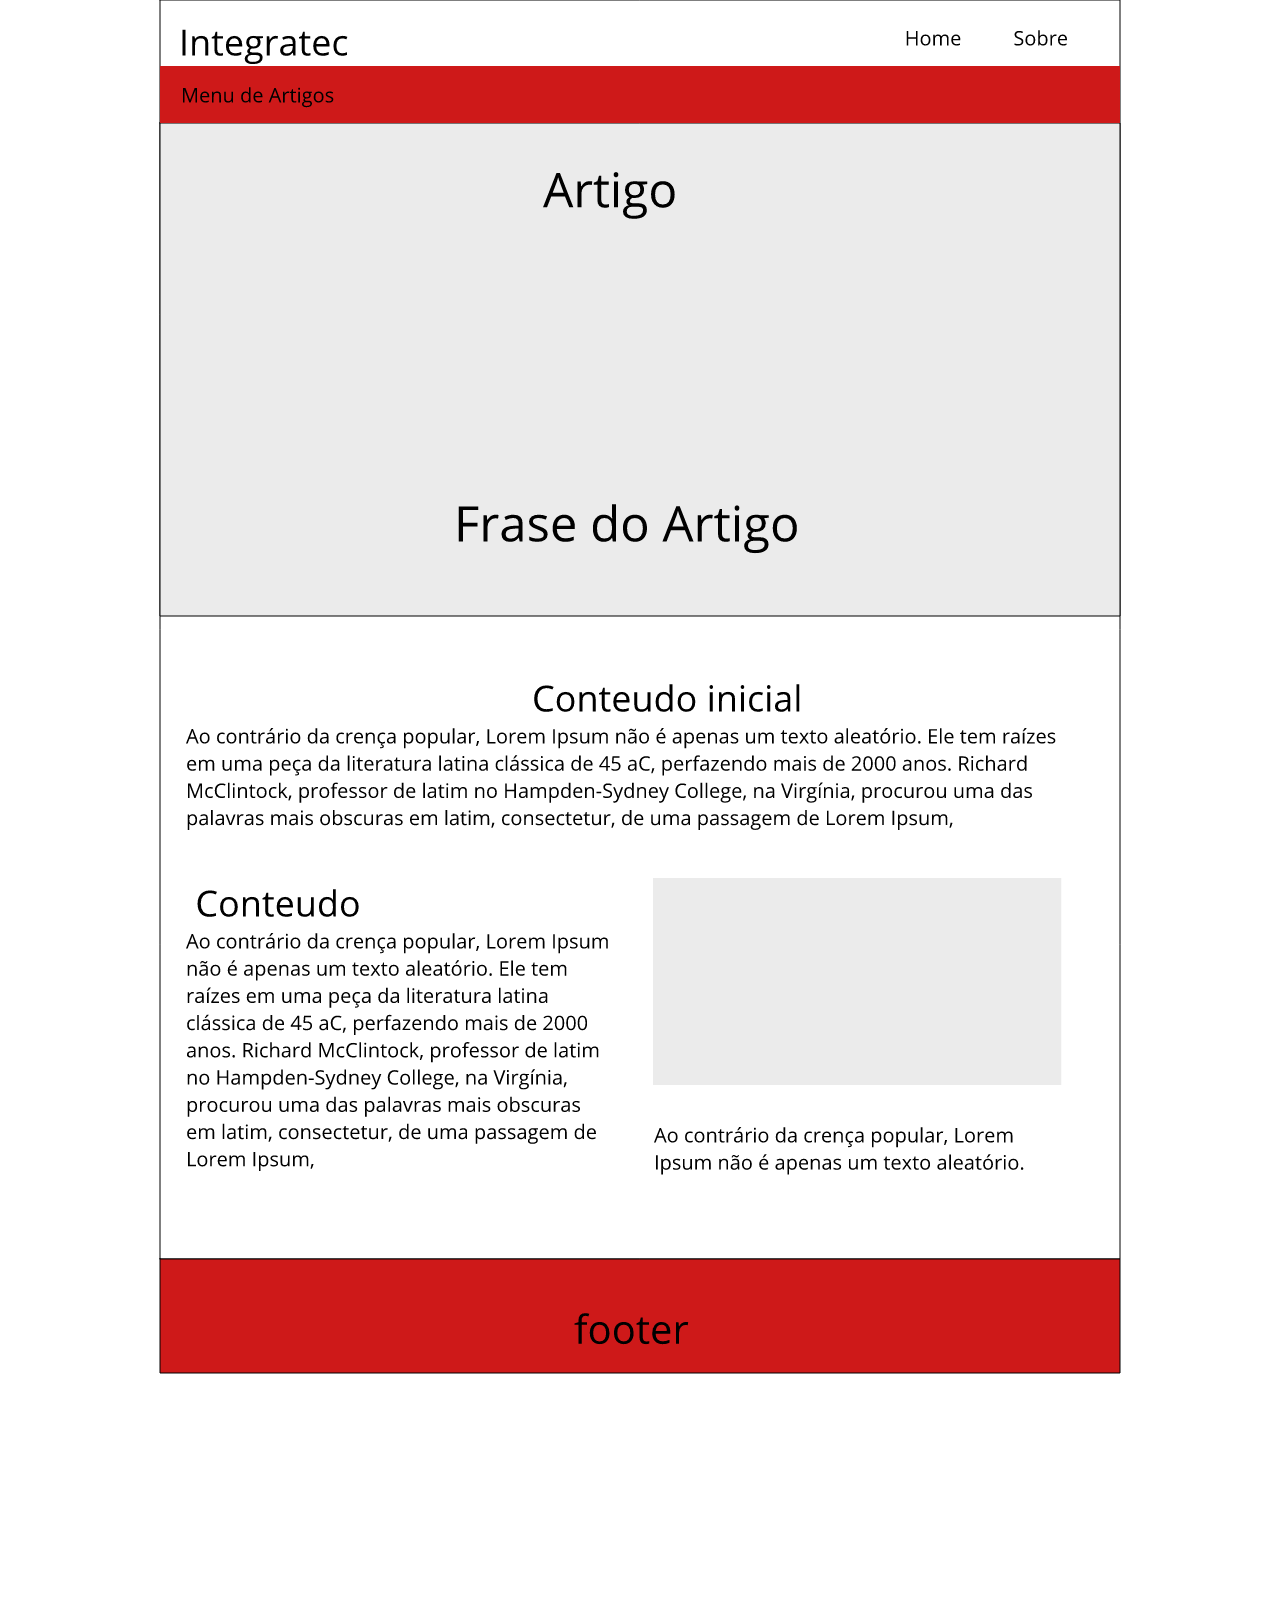 Integratec
Home Sobre
Menu de Artigos
Artigo
Frase do Artigo
Conteudo inicial
Ao contrário da crença popular, Lorem Ipsum não é apenas um texto aleatório. Ele tem raízes
em uma peça da literatura latina clássica de 45 aC, perfazendo mais de 2000 anos. Richard
McClintock, professor de latim no Hampden-Sydney College, na Virgínia, procurou uma das
palavras mais obscuras em latim, consectetur, de uma passagem de Lorem Ipsum,
Conteudo
Ao contrário da crença popular, Lorem Ipsum
não é apenas um texto aleatório. Ele tem
raízes em uma peça da literatura latina
clássica de 45 aC, perfazendo mais de 2000
anos. Richard McClintock, professor de latim
no Hampden-Sydney College, na Virgínia,
procurou uma das palavras mais obscuras
em latim, consectetur, de uma passagem de
Lorem Ipsum,
Ao contrário da crença popular, Lorem
Ipsum não é apenas um texto aleatório.
footer